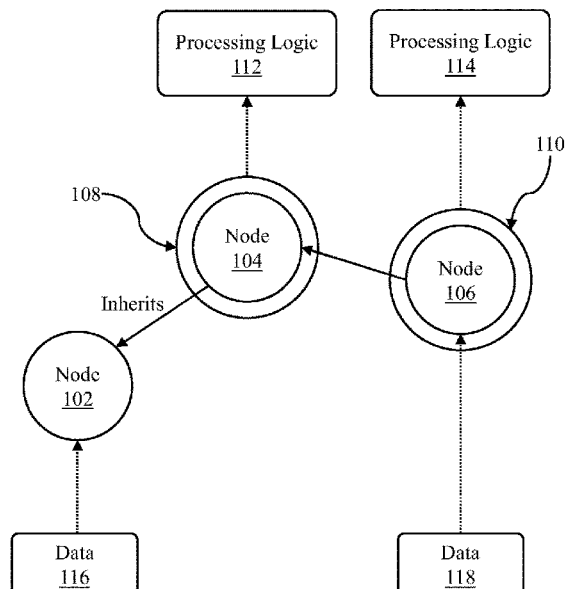 Processing Logic
112
Processing Logic
114
110
108
Node
104
Node
106
Inherits
Node
102
Data
116
Data
118